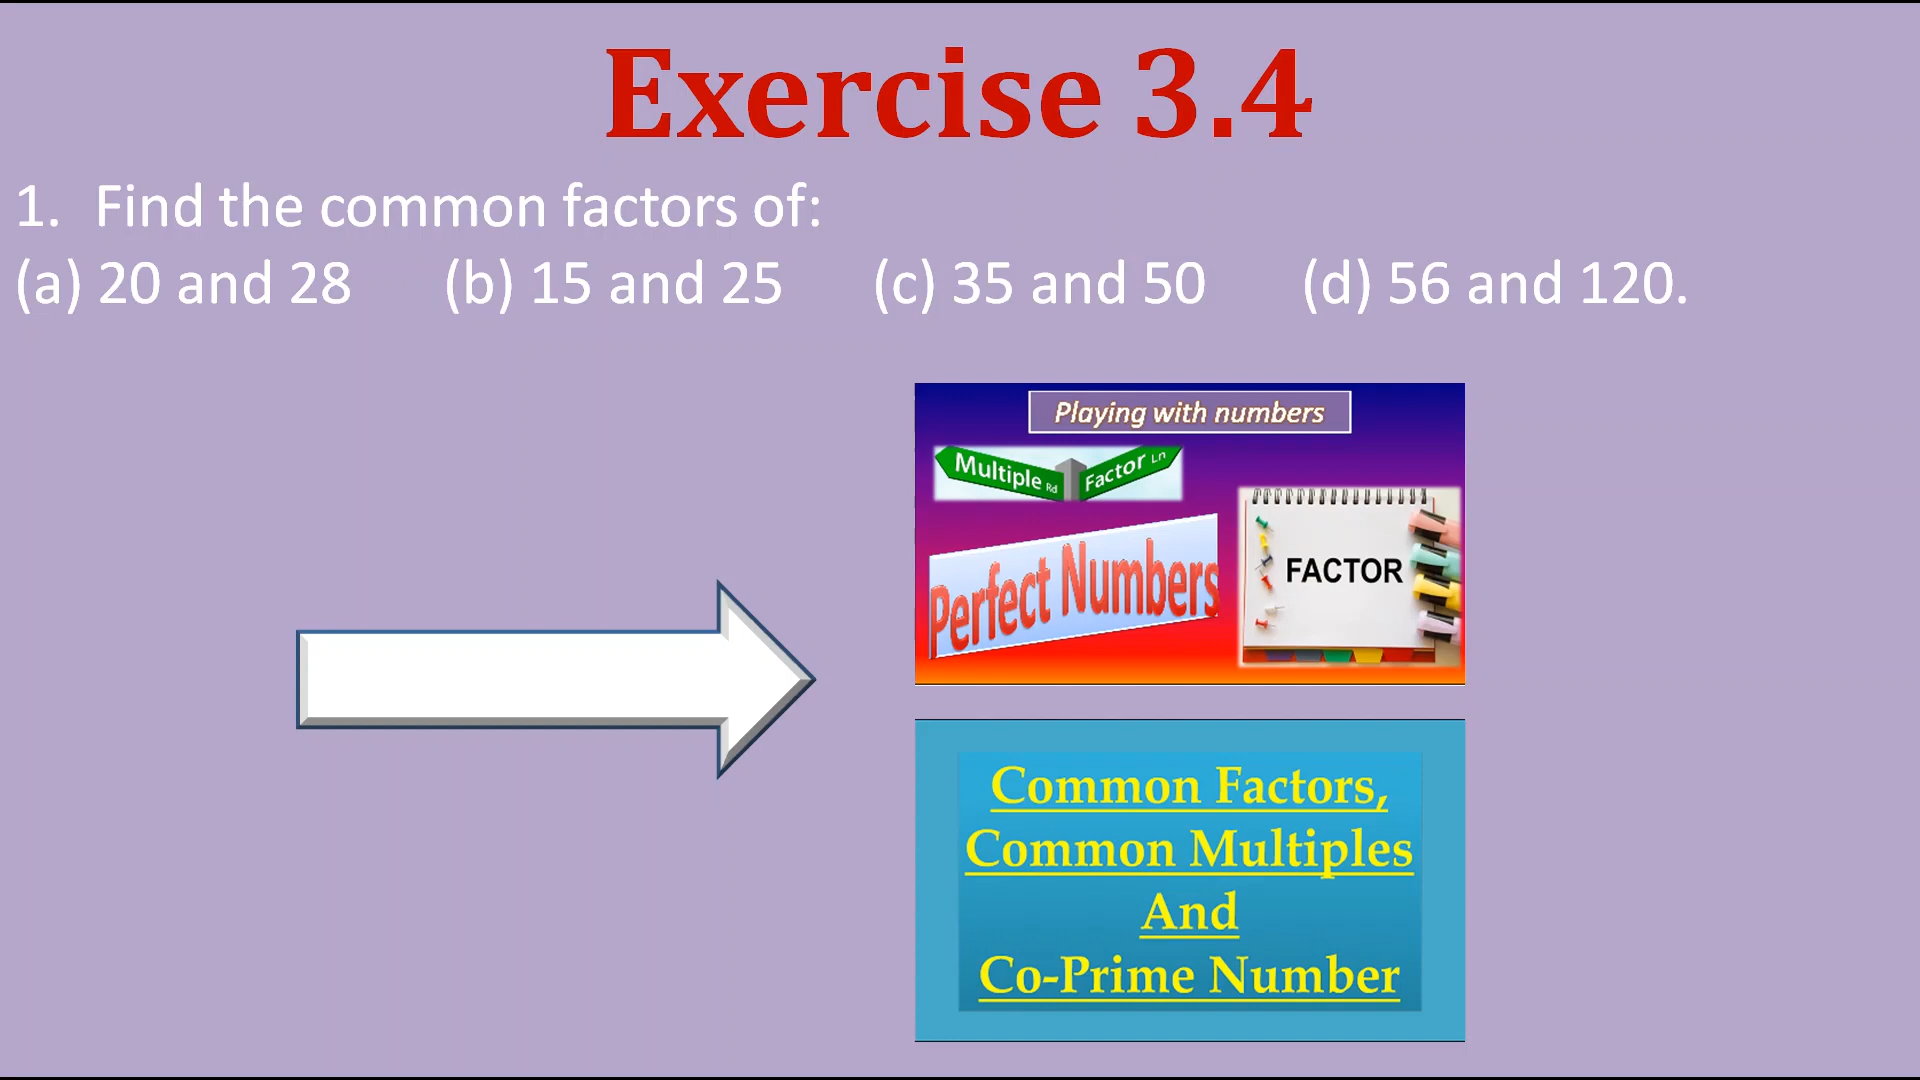 Exercise 3.4
1. Find the common factors of:
(a) 20 and 28 (b) 15 and 25 (c) 35 and 50 (d) 56 and 120.
Playing with numbers
Multiple Rd Factor Ln
Perfect Numbers
FACTOR
Common Factors,
Common Multiples
And
Co-Prime Number